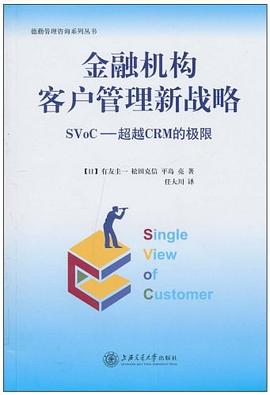 德勤管理咨询系列丛书
金融机构
客户管理新战略
SVoC—超越CRM的极限
【日】有友圭一 松田克信 平岛 亮 著
任大川 译
Single
View
of
Customer
上海交通大学出版社